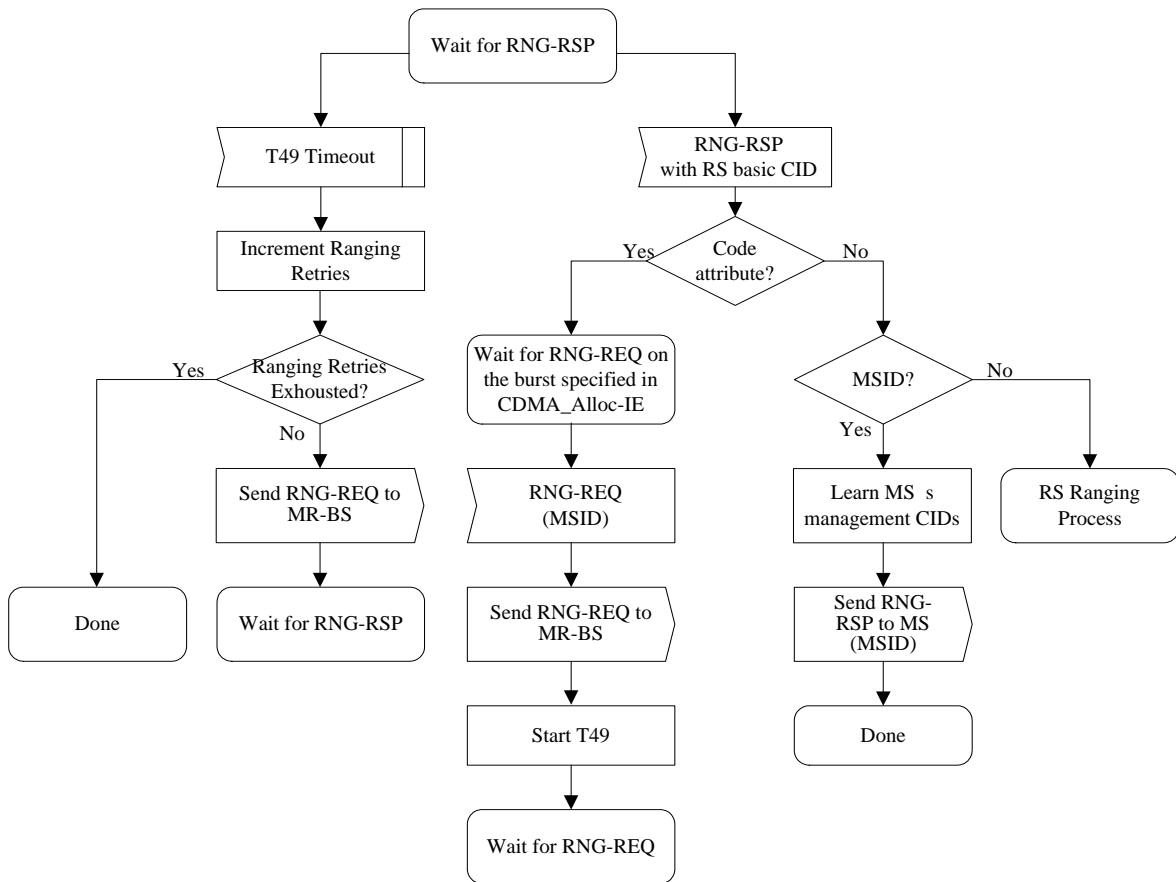 Wait for RNG-RSP
T49 Timeout
RNG-RSP
with RS basic CID
Increment Ranging
Retries
Yes
Code
attribute?
No
Yes
Ranging Retries
Exhousted?
No
Wait for RNG-REQ on
the burst specified in
CDMA_Alloc-IE
MSID?
No
Yes
Send RNG-REQ to
MR-BS
RNG-REQ
(MSID)
Learn MS s
management CIDs
RS Ranging
Process
Done
Wait for RNG-RSP
Send RNG-REQ to
MR-BS
Send RNG-
RSP to MS
(MSID)
Start T49
Done
Wait for RNG-REQ